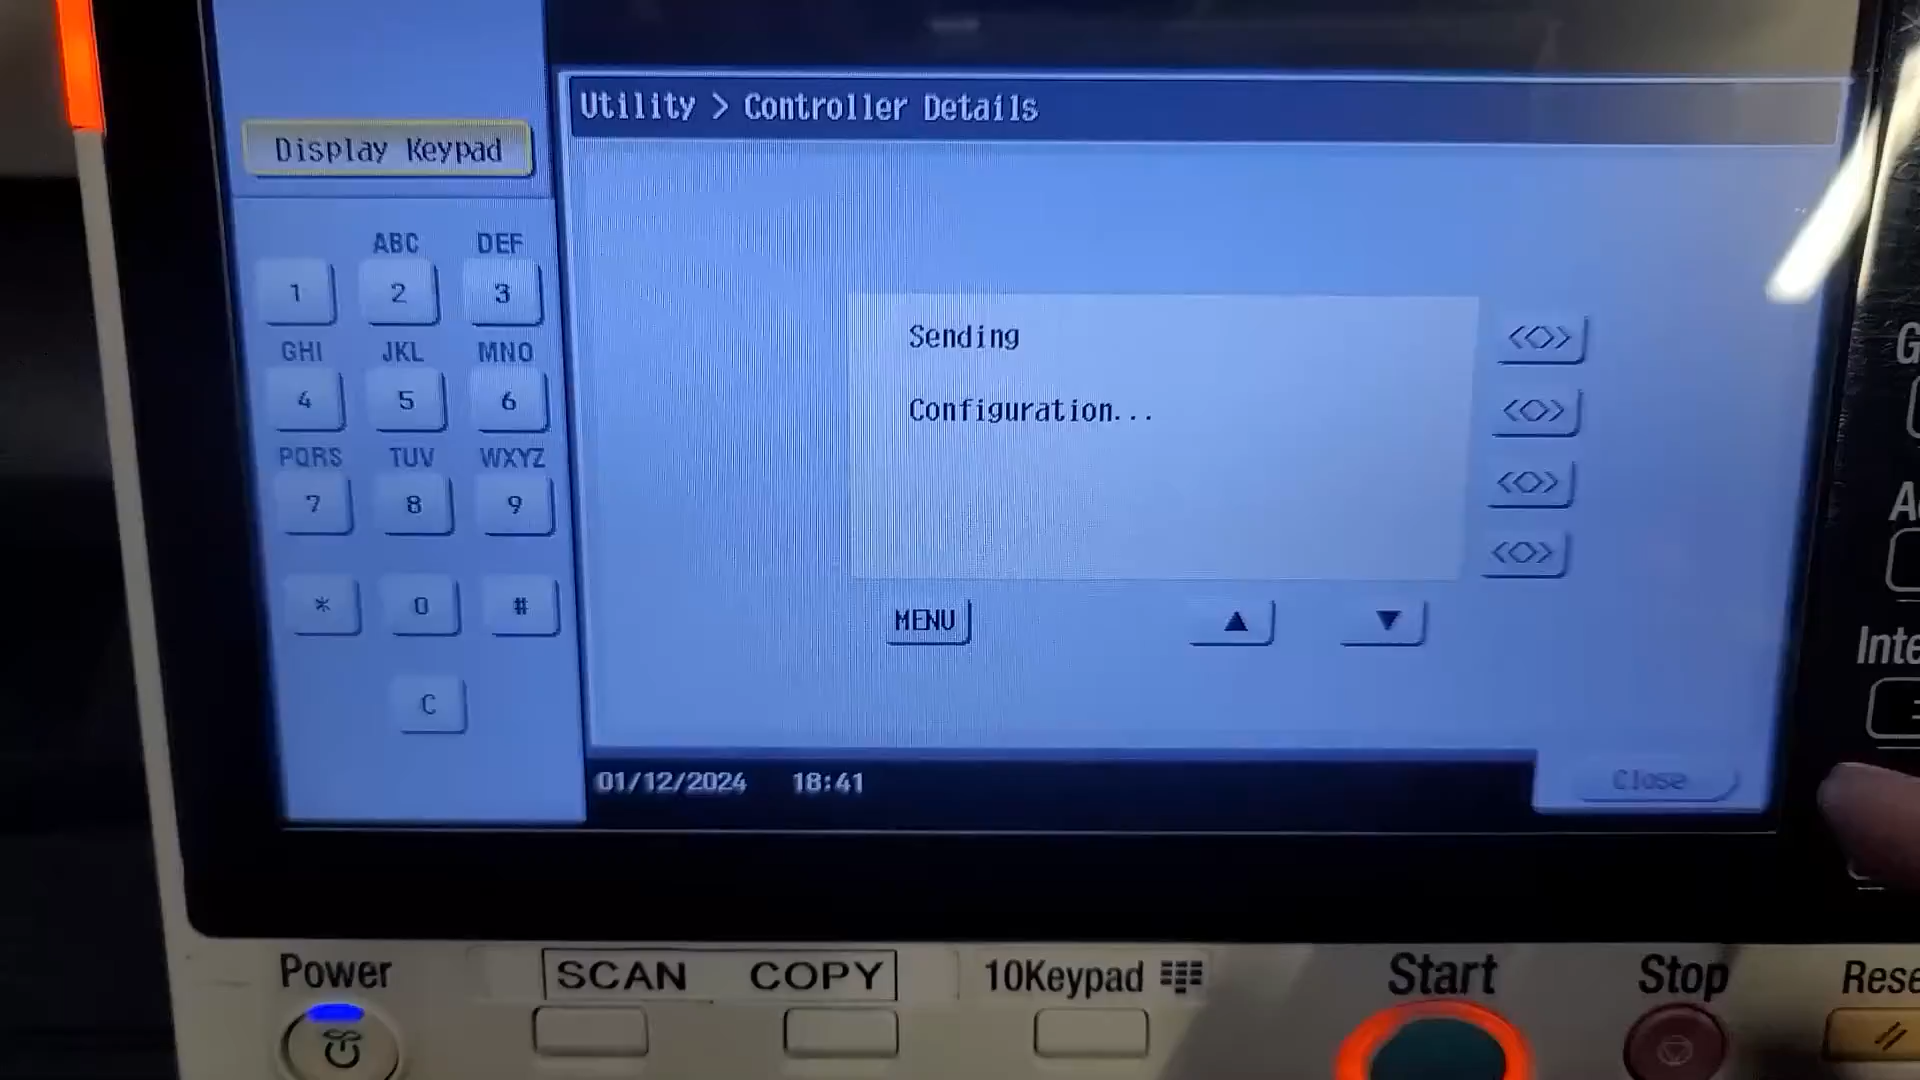 Utility > Controller Details
Display Keypad
ABC DEF
1 2 3
GHI JKL MNO
4 5 6
PQRS TUV WXYZ
7 8 9
* 0 #
C
Sending
Configuration...
MENU ▲ ▼
01/12/2024 18:41
Close
Power
SCAN COPY
10Keypad
Start
Stop
Rese
Inte